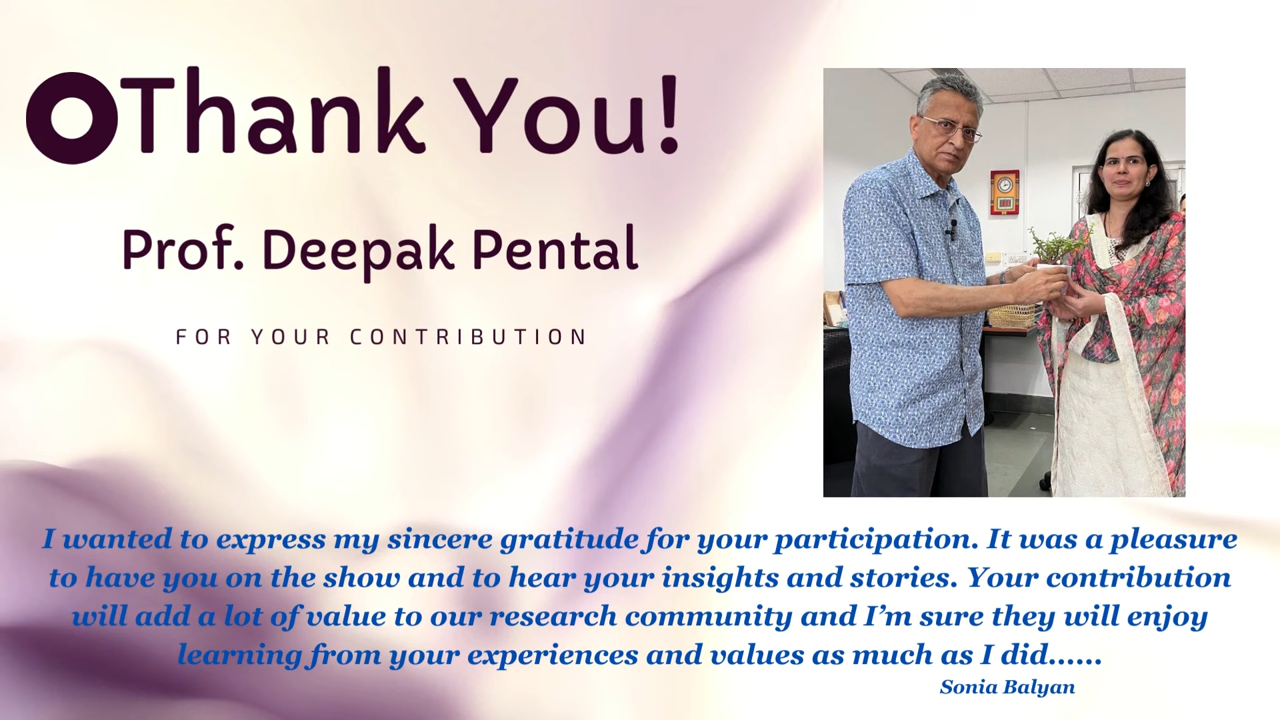 Thank You!
Prof. Deepak Pental
FOR YOUR CONTRIBUTION
I wanted to express my sincere gratitude for your participation. It was a pleasure
to have you on the show and to hear your insights and stories. Your contribution
will add a lot of value to our research community and I’m sure they will enjoy
learning from your experiences and values as much as I did......
Sonia Balyan